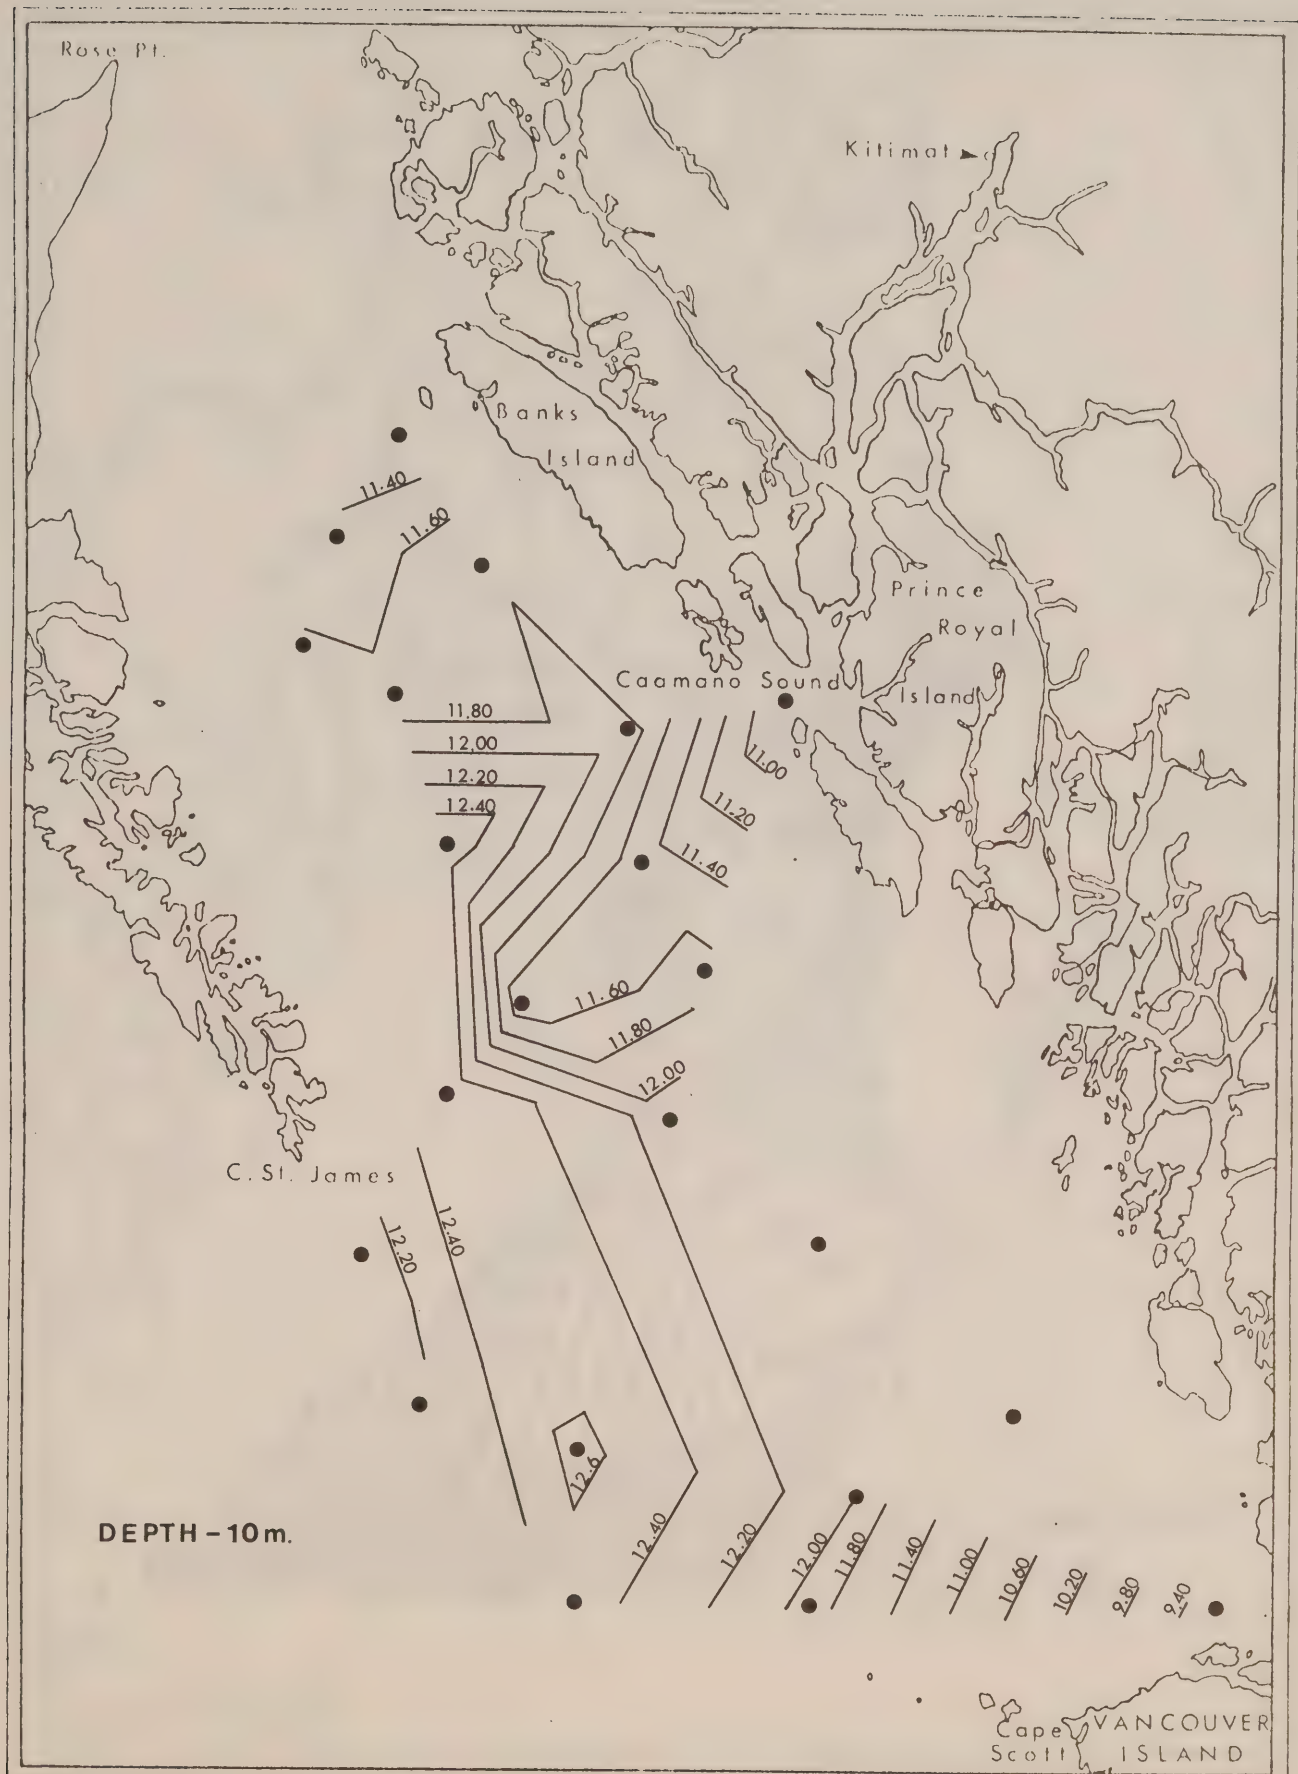 Rose Pt.
Kitimat
Banks
Island
11.40
11.60
Prince
Royal
Island
Caamano Sound
11.80
12,00
12.20
12.40
11.00
11.20
11.40
11.60
11.80
12.00
C. St. James
12.20
12.40
12.6
DEPTH-10m.
12.40
12.20
12.00
11.80
11.40
11.00
10.60
10.20
9.80
9.40
Cape
Scott
VANCOUVER
ISLAND